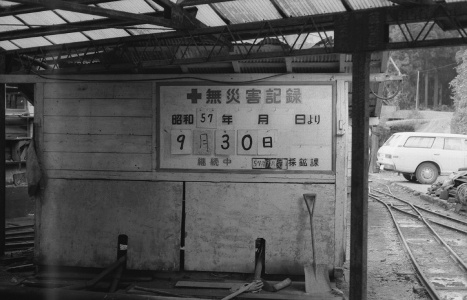 無災害記録
昭和57年 月 日より
9月30日
継続中 採鉱課